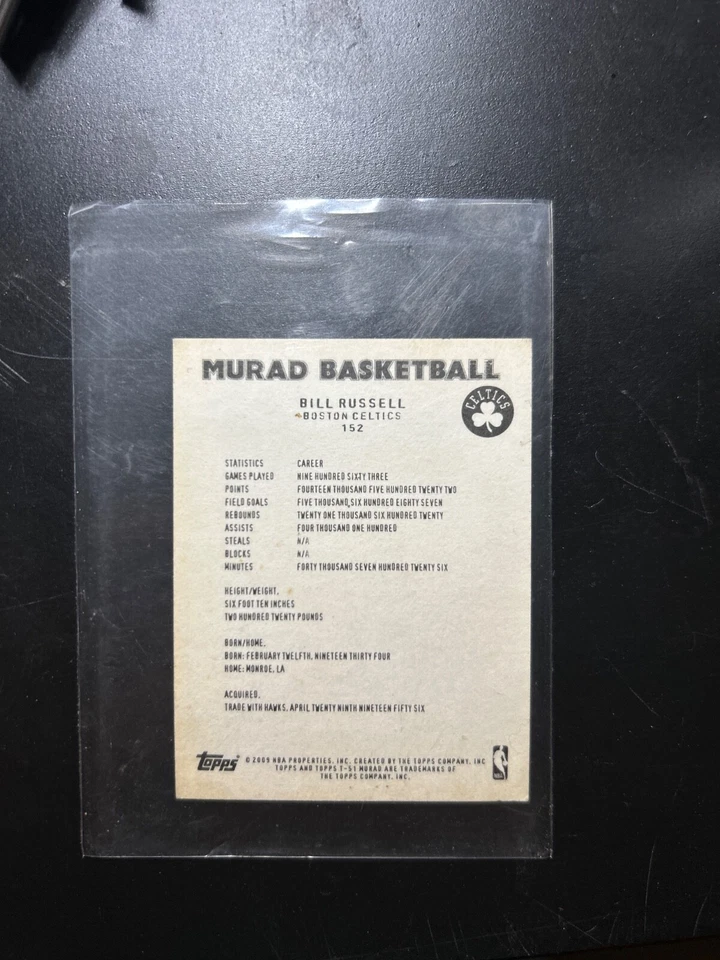 MURAD BASKETBALL
BILL RUSSELL
BOSTON CELTICS
152
CELTICS
STATISTICS CAREER
GAMES PLAYED NINE HUNDRED SIXTY THREE
POINTS FOURTEEN THOUSAND FIVE HUNDRED TWENTY TWO
FIELD GOALS FIVE THOUSAND SIX HUNDRED EIGHTY SEVEN
REBOUNDS TWENTY ONE THOUSAND SIX HUNDRED TWENTY
ASSISTS FOUR THOUSAND ONE HUNDRED
STEALS N/A
BLOCKS N/A
MINUTES FORTY THOUSAND SEVEN HUNDRED TWENTY SIX
HEIGHT/WEIGHT.
SIX FOOT TEN INCHES
TWO HUNDRED TWENTY POUNDS
BORN/HOME.
BORN: FEBRUARY TWELFTH, NINETEEN THIRTY FOUR
HOME: MONROE, LA
ACQUIRED.
TRADE WITH HAWKS, APRIL TWENTY NINTH NINETEEN FIFTY SIX
Topps
© 2009 NBA PROPERTIES, INC. CREATED BY THE TOPPS COMPANY, INC
TOPPS AND TOPPS T-51 MURAD ARE TRADEMARKS OF
THE TOPPS COMPANY, INC.
NBA